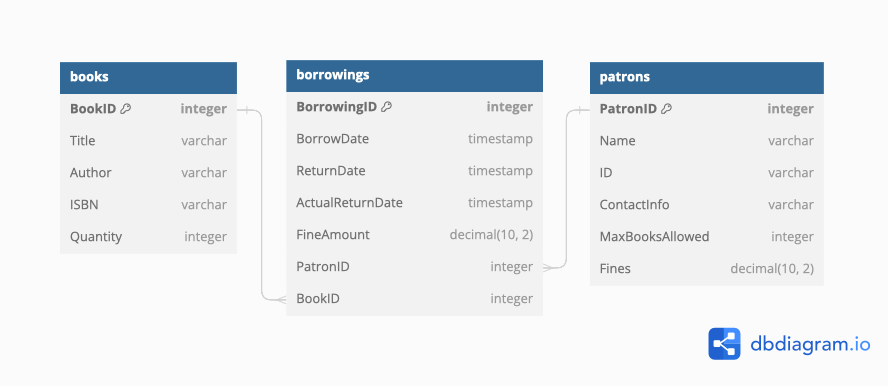 books
BookID integer
Title varchar
Author varchar
ISBN varchar
Quantity integer
borrowings
BorrowingID integer
BorrowDate timestamp
ReturnDate timestamp
ActualReturnDate timestamp
FineAmount decimal(10, 2)
PatronID integer
BookID integer
patrons
PatronID integer
Name varchar
ID varchar
ContactInfo varchar
MaxBooksAllowed integer
Fines decimal(10, 2)
dbdiagram.io